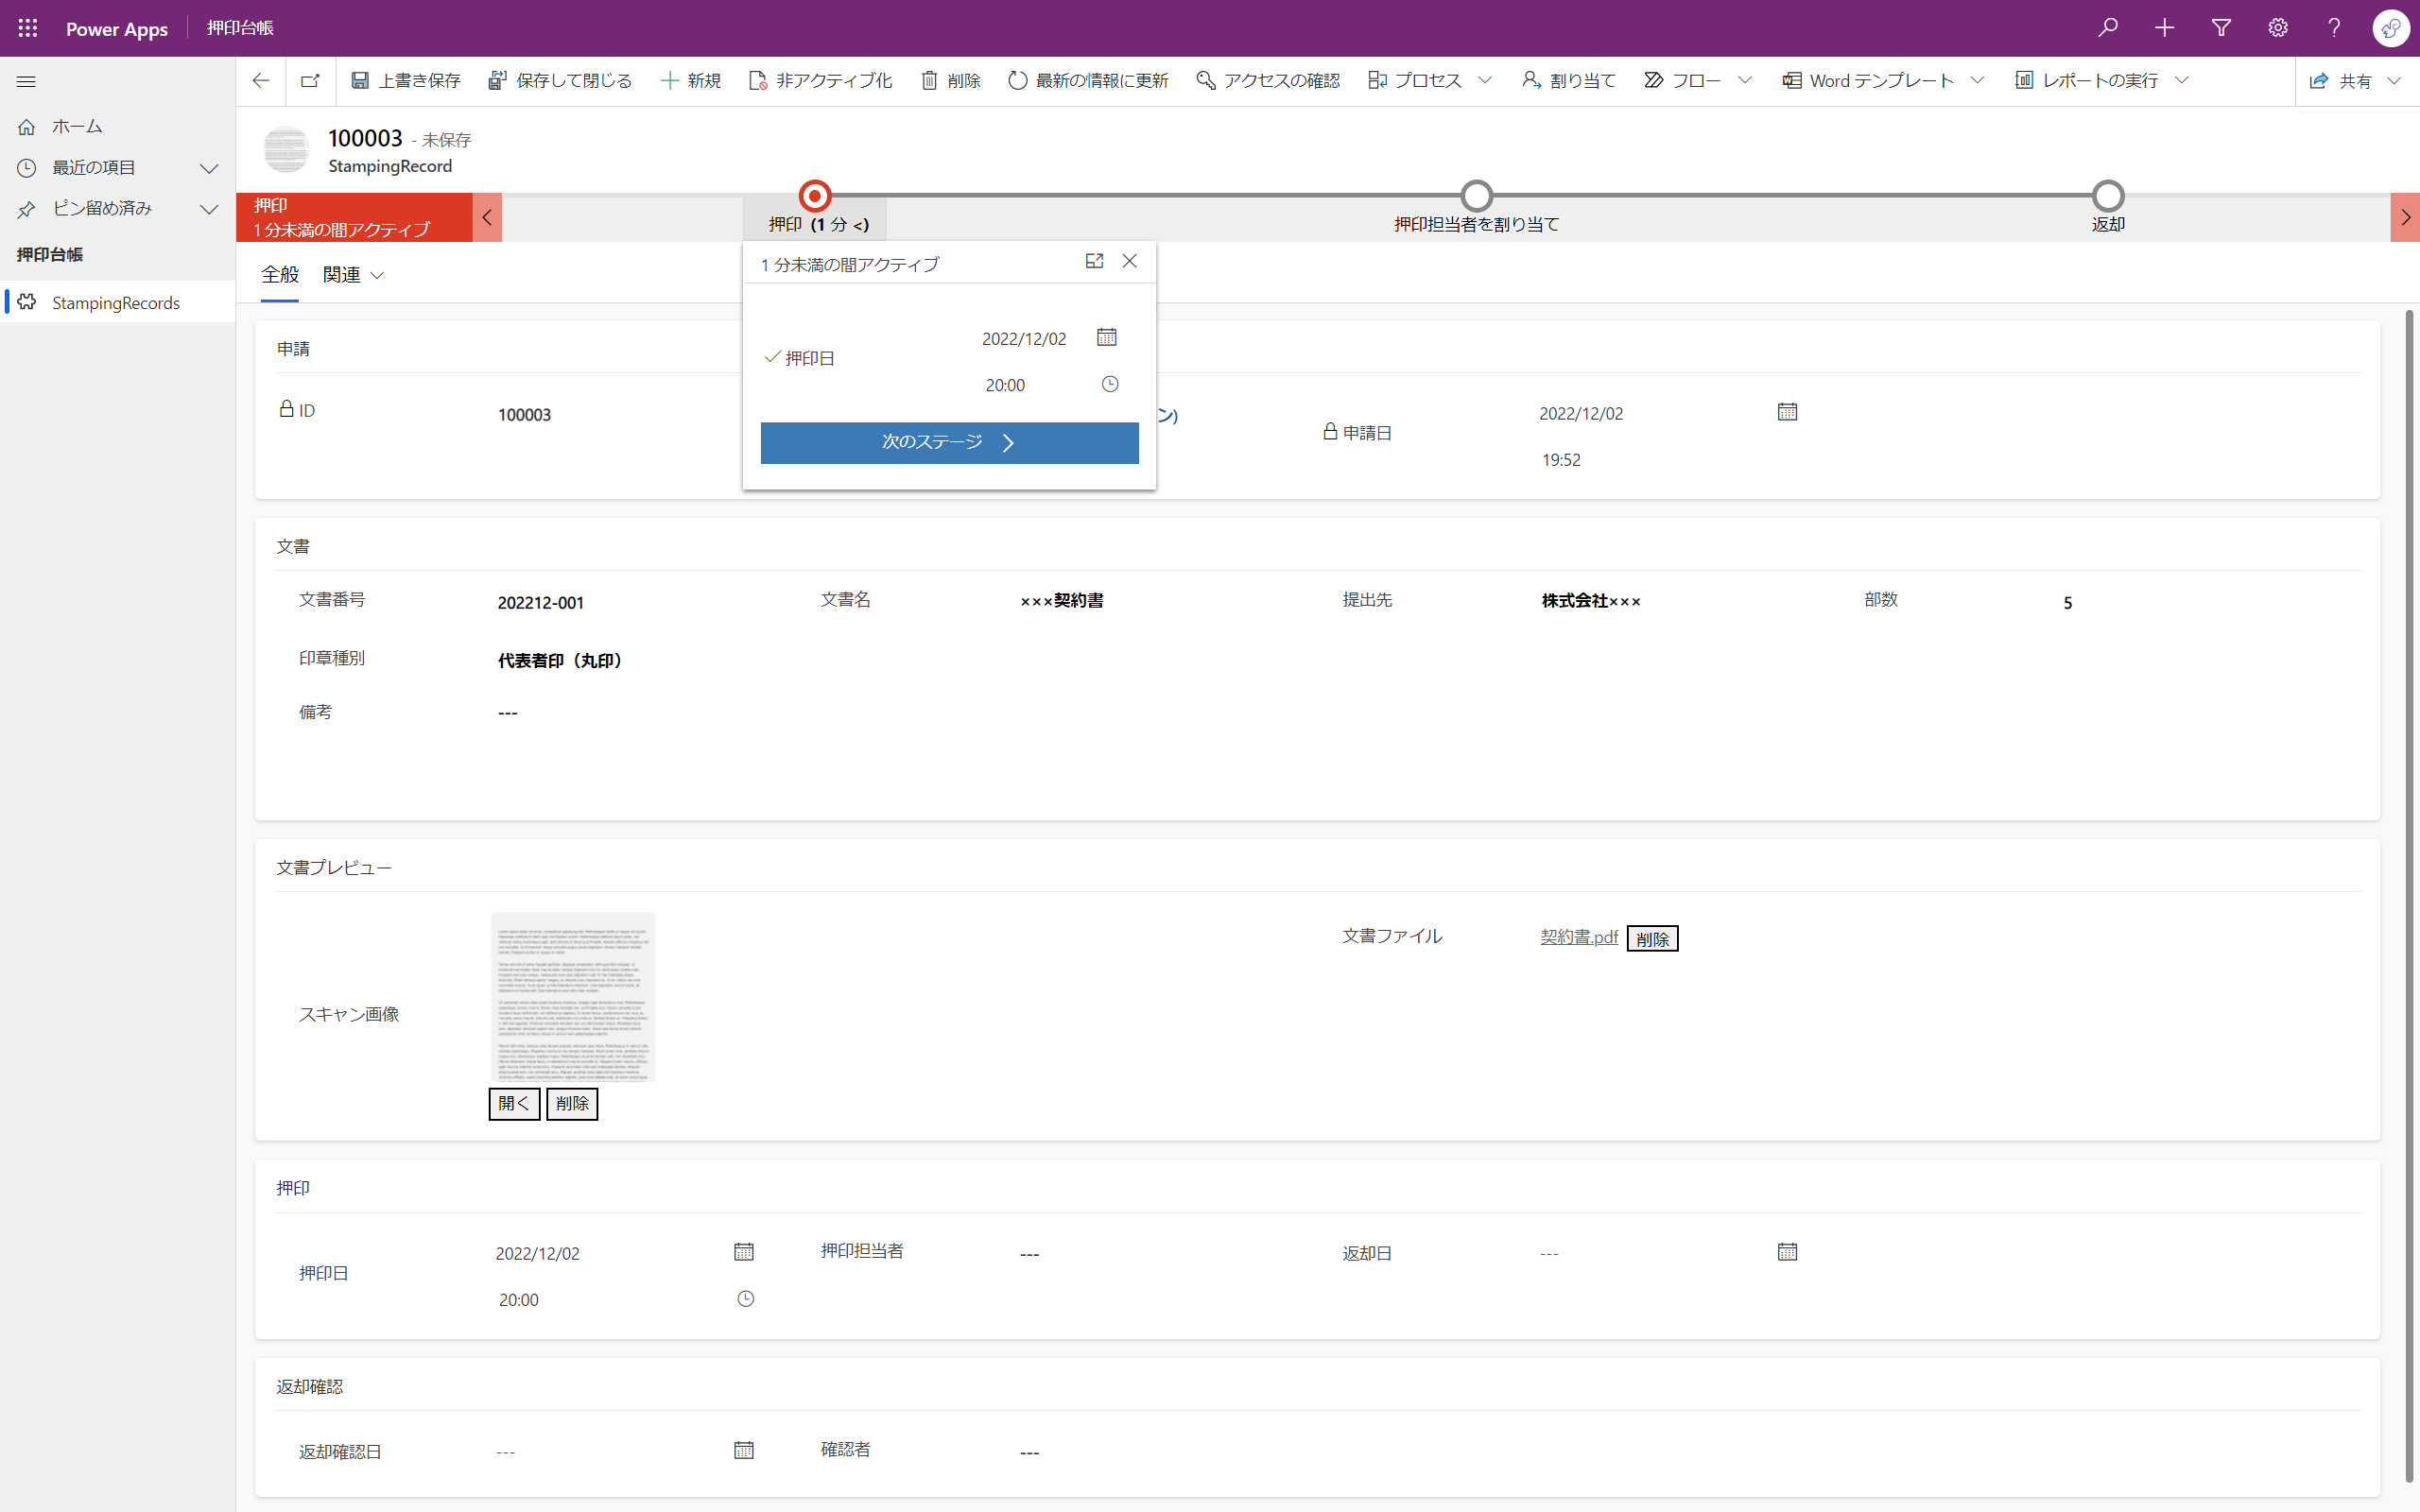 Power Apps 押印台帳
上書き保存 保存して閉じる 新規 非アクティブ化 削除 最新の情報に更新 アクセスの確認 プロセス 割り当て フロー Word テンプレート レポートの実行 共有
ホーム
最近の項目
ピン留め済み
押印台帳
StampingRecords
100003 - 未保存
StampingRecord
押印
1 分未満の間アクティブ
押印 (1 分 <)
押印担当者を割り当て
返却
全般 関連
1 分未満の間アクティブ
押印日 2022/12/02
20:00
次のステージ
申請
ID 100003
ン)
申請日 2022/12/02
19:52
文書
文書番号 202212-001 文書名 ×××契約書 提出先 株式会社××× 部数 5
印章種別 代表者印（丸印）
備考 ---
文書プレビュー
スキャン画像
開く 削除
文書ファイル 契約書.pdf 削除
押印
押印日 2022/12/02 押印担当者 --- 返却日 ---
20:00
返却確認
返却確認日 --- 確認者 ---